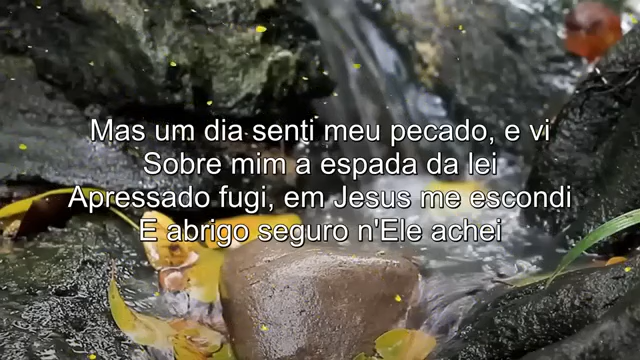 Mas um dia senti meu pecado, e vi
Sobre mim a espada da lei
Apressado fugi, em Jesus me escondi
E abrigo seguro n'Ele achei